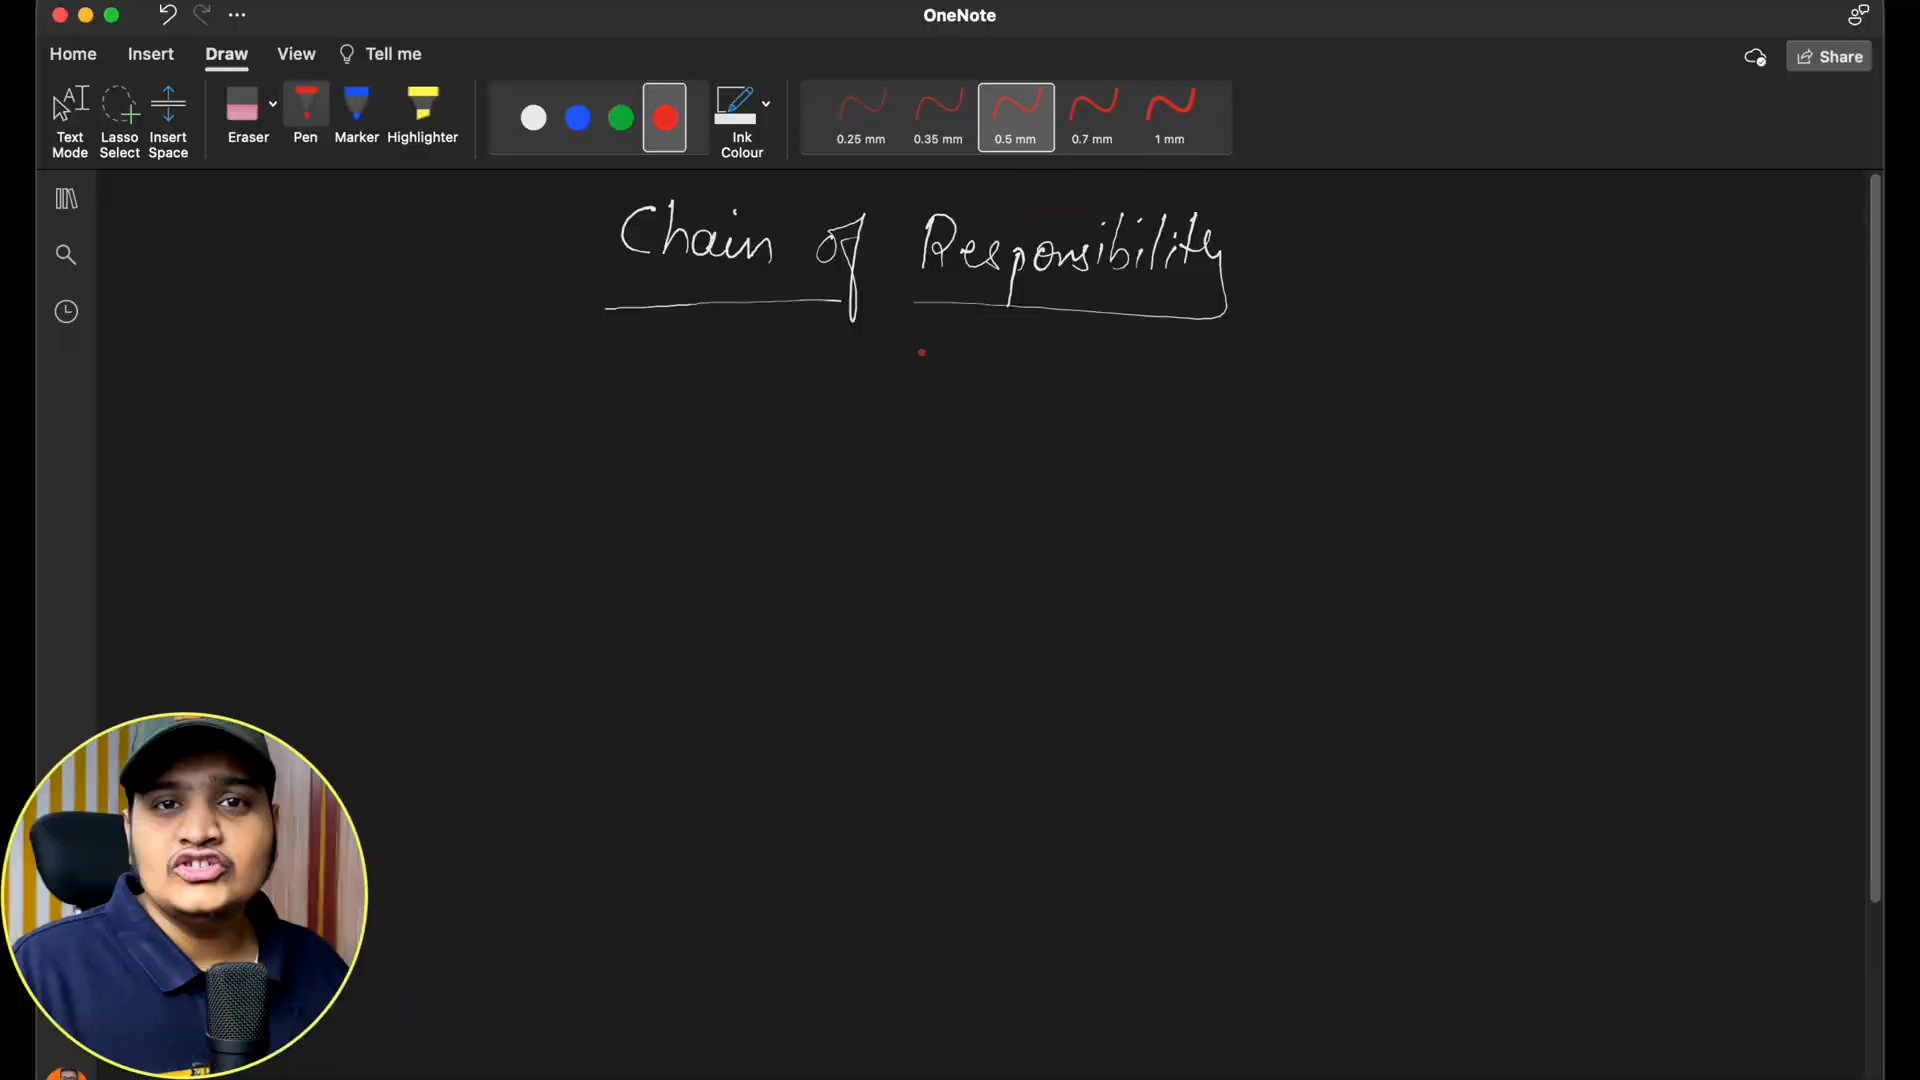 OneNote
Home Insert Draw View Tell me
Share
Text Mode
Lasso Select
Insert Space
Eraser
Pen
Marker
Highlighter
Ink Colour
0.25 mm
0.35 mm
0.5 mm
0.7 mm
1 mm
Chain of Responsibility